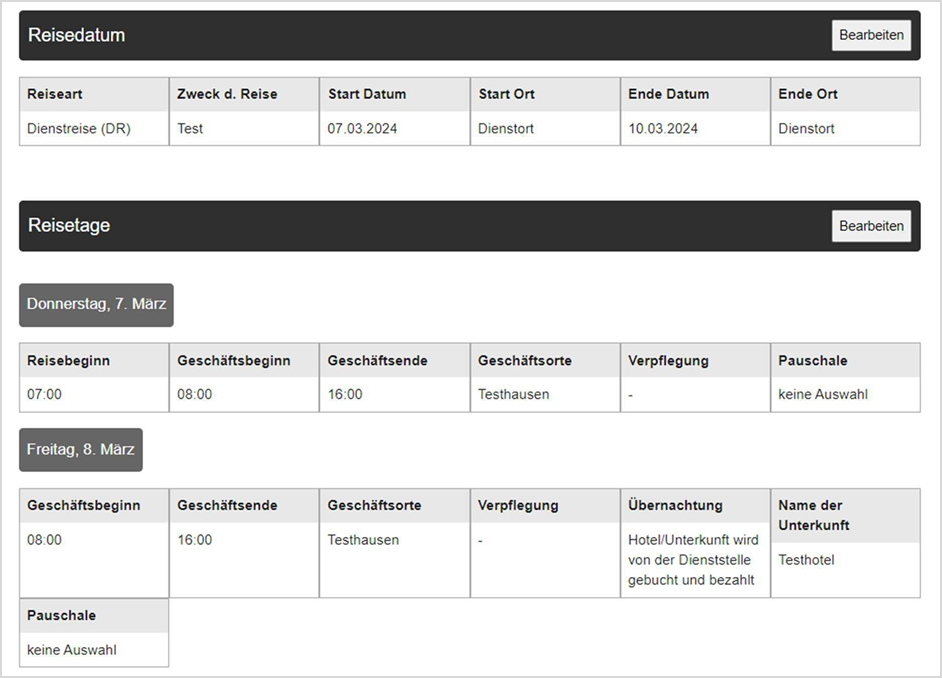 Reisedatum Bearbeiten
Reiseart Zweck d. Reise Start Datum Start Ort Ende Datum Ende Ort
Dienstreise (DR) Test 07.03.2024 Dienstort 10.03.2024 Dienstort
Reisetage Bearbeiten
Donnerstag, 7. März
Reisebeginn Geschäftsbeginn Geschäftsende Geschäftsorte Verpflegung Pauschale
07:00 08:00 16:00 Testhausen - keine Auswahl
Freitag, 8. März
Geschäftsbeginn Geschäftsende Geschäftsorte Verpflegung Übernachtung Name der
Unterkunft
08:00 16:00 Testhausen - Hotel/Unterkunft wird
von der Dienststelle Testhotel
gebucht und bezahlt
Pauschale
keine Auswahl